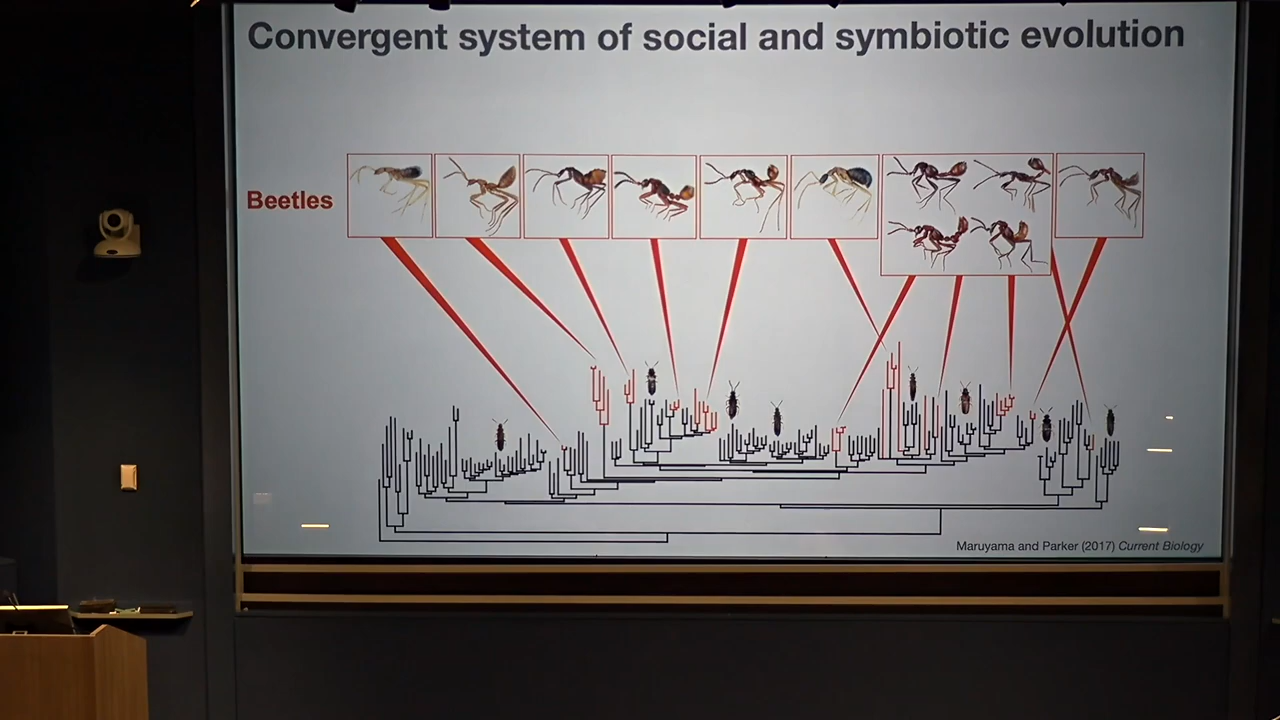 Convergent system of social and symbiotic evolution
Beetles
Maruyama and Parker (2017) Current Biology